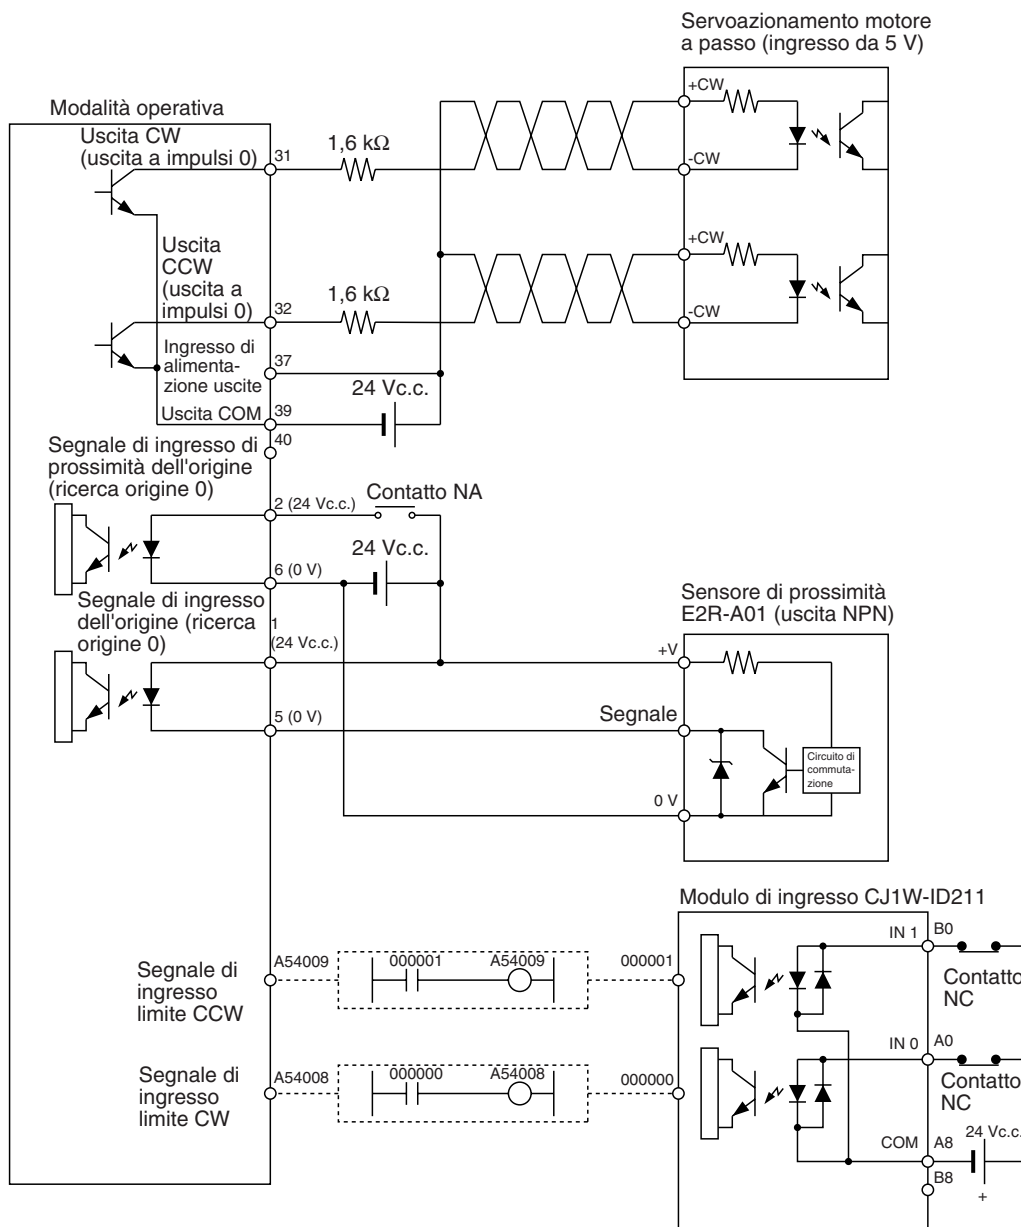 Servoazionamento motore
a passo (ingresso da 5 V)
Modalità operativa
+CW
Uscita CW
(uscita a impulsi 0)
31
1,6 kΩ
-CW
Uscita
CCW
(uscita a
impulsi 0)
+CW
1,6 kΩ
32
-CW
Ingresso di
alimenta-
zione uscite
37
24 Vc.c.
Uscita COM
39
40
Segnale di ingresso di
prossimità dell'origine
(ricerca origine 0)
2 (24 Vc.c.)
Contatto NA
24 Vc.c.
6 (0 V)
Segnale di ingresso
dell'origine (ricerca
origine 0)
1
(24 Vc.c.)
Sensore di prossimità
E2R-A01 (uscita NPN)
+V
5 (0 V)
Segnale
Circuito di
commuta-
zione
0 V
Modulo di ingresso CJ1W-ID211
IN 1
B0
Segnale di
ingresso
limite CCW
A54009
000001
A54009
000001
Contatto
NC
IN 0
A0
Segnale di
ingresso
limite CW
A54008
000000
A54008
000000
Contatto
NC
COM
A8
24 Vc.c.
B8
+